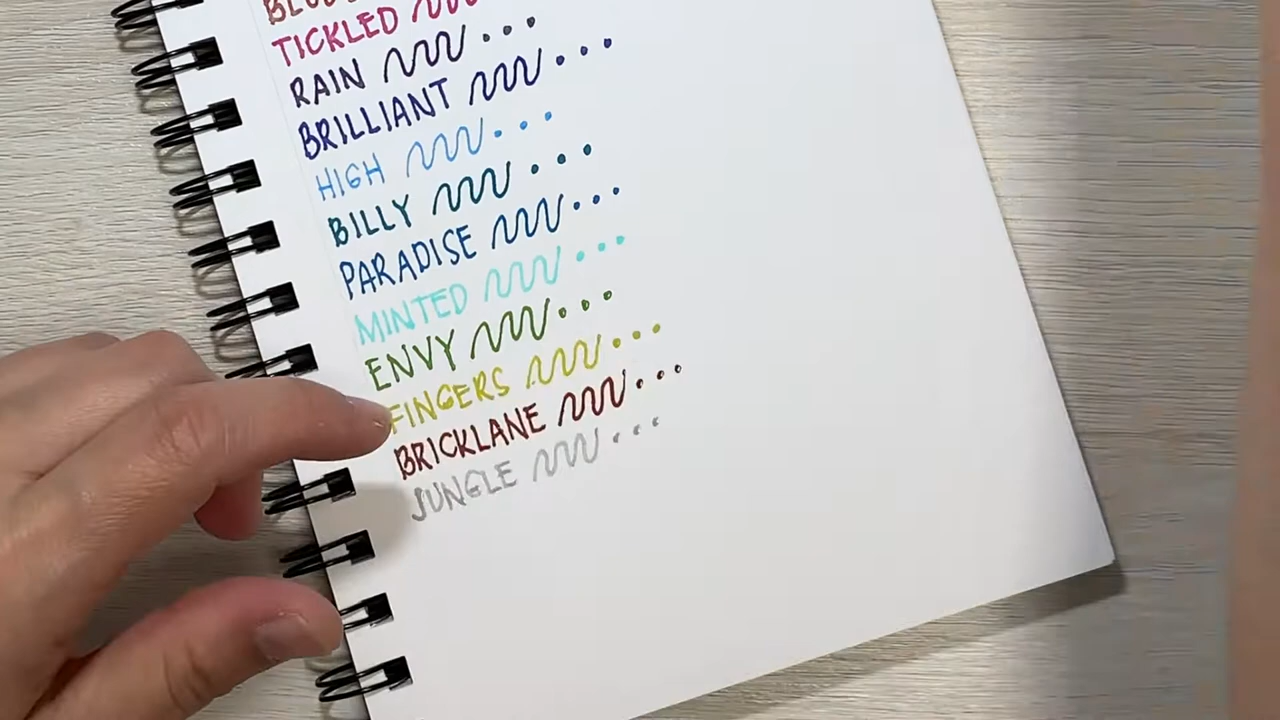 TICKLED
RAIN ...
BRILLIANT ...
HIGH ...
BILLY ...
PARADISE ...
MINTED ...
ENVY ...
FINGERS ...
BRICKLANE ...
JUNGLE ...